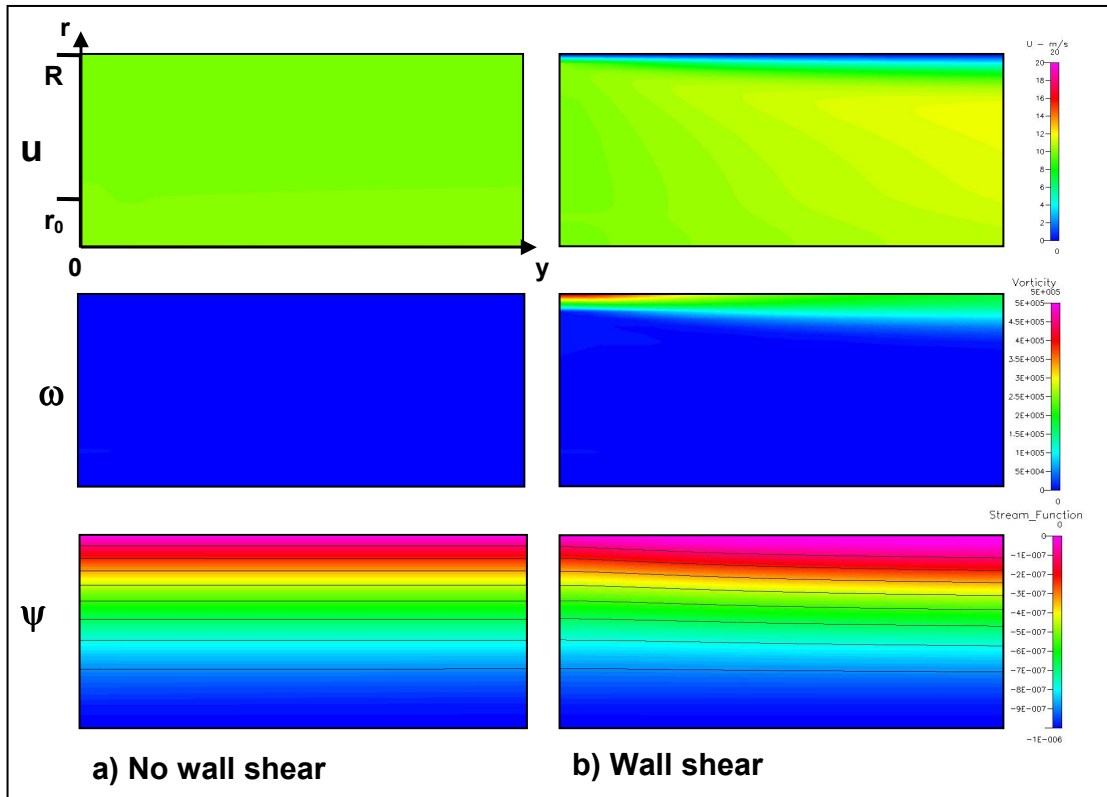 r
R
u
r₀
0
y
U - m/s
20
20
18
16
14
12
10
8
6
4
2
0
0
ω
Vorticity
5E+005
5E+005
4.5E+005
4E+005
3.5E+005
3E+005
2.5E+005
2E+005
1.5E+005
1E+005
5E+004
0
0
ψ
Stream_Function
0
0
-1E-007
-2E-007
-3E-007
-4E-007
-5E-007
-6E-007
-7E-007
-8E-007
-9E-007
-1E-006
a) No wall shear
b) Wall shear